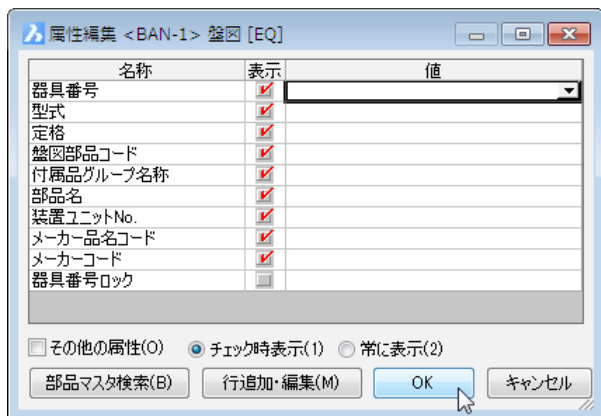 属性編集 <BAN-1> 盤図 [EQ]
名称 表示 値
器具番号
型式
定格
盤図部品コード
付属品グループ名称
部品名
装置ユニットNo.
メーカー品名コード
メーカーコード
器具番号ロック
その他の属性(O) チェック時表示(1) 常に表示(2)
部品マスタ検索(B) 行追加・編集(M) OK キャンセル